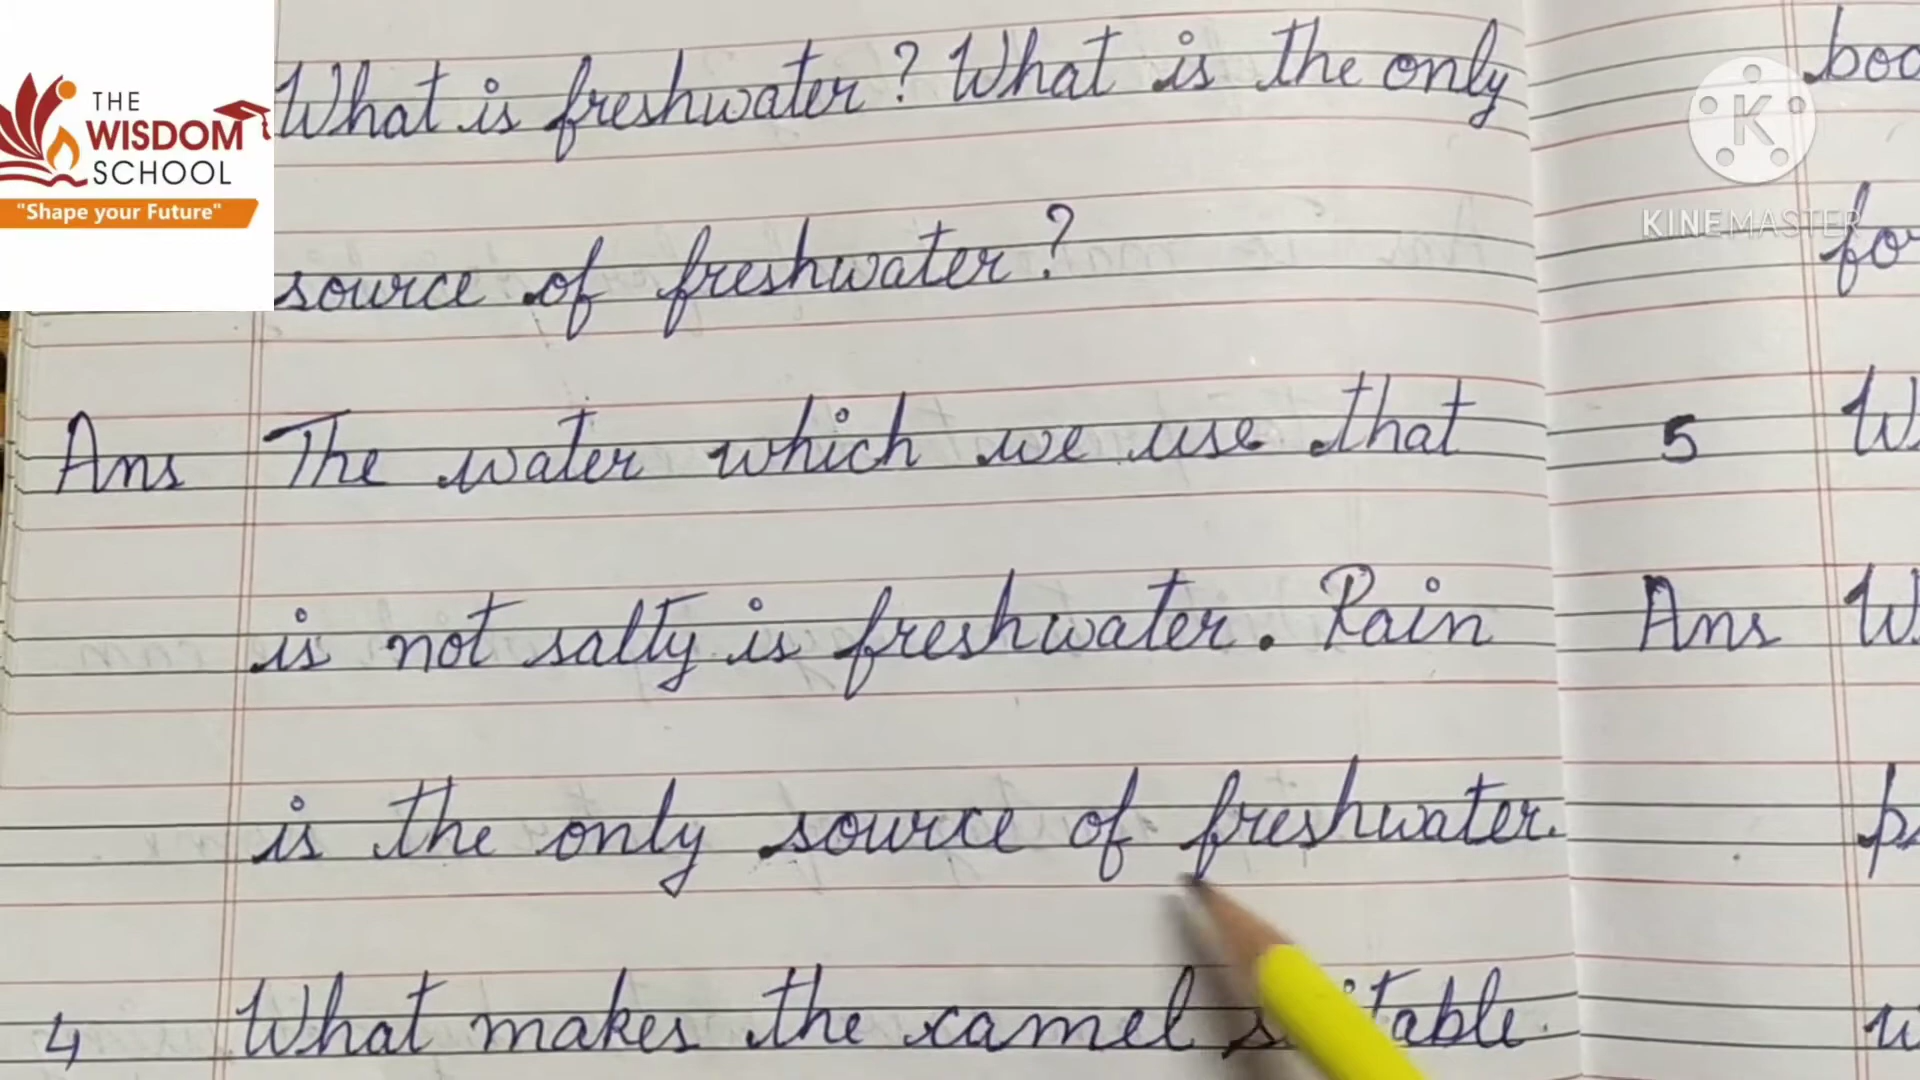 THE
WISDOM
SCHOOL
"Shape your Future"
What is freshwater? What is the only
source of freshwater?
Ans The water which we use that
is not salty is freshwater. Rain
is the only source of freshwater.
4 What makes the camel suitable
K
KINEMASTER
5
Ans